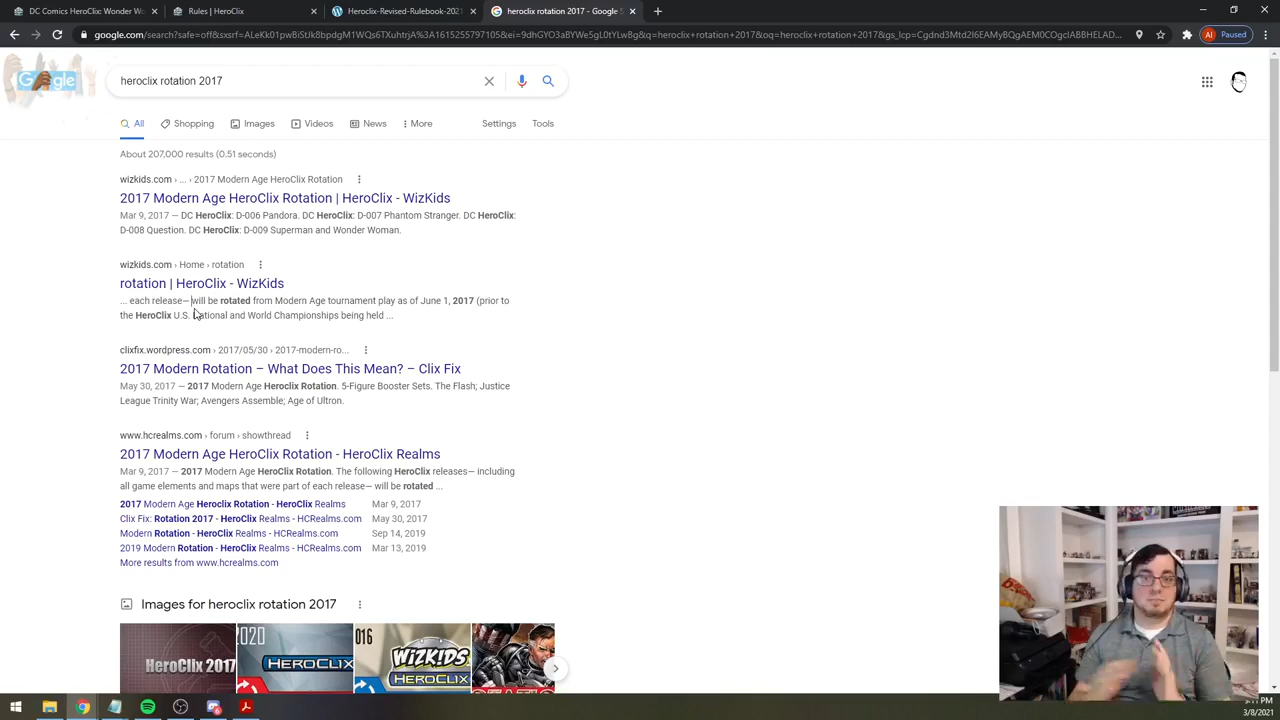 DC Comics HeroClix: W
Rules | HeroClix
Heroclix-Rulebook-202
heroclix rotation 2017 - Google S
google.com/search?safe=off&sxsrf=
Paused
Google
heroclix rotation 2017
All
Shopping
Images
Videos
News
More
Settings
Tools
About 207,000 results (0.51 seconds)
wizkids.com › ... › 2017 Modern Age HeroClix Rotation
2017 Modern Age HeroClix Rotation | HeroClix - WizKids
Mar 9, 2017 — DC HeroClix: D-006 Pandora. DC HeroClix: D-007 Phantom Stranger. DC HeroClix:
D-008 Question. DC HeroClix: D-009 Superman and Wonder Woman.
wizkids.com › Home › rotation
rotation | HeroClix - WizKids
... each release— will be rotated from Modern Age tournament play as of June 1, 2017 (prior to
the HeroClix U.S. National and World Championships being held ...
clixfix.wordpress.com › 2017/05/30 › 2017-modern-ro...
2017 Modern Rotation – What Does This Mean? – Clix Fix
May 30, 2017 — 2017 Modern Age Heroclix Rotation. 5-Figure Booster Sets. The Flash; Justice
League Trinity War; Avengers Assemble; Age of Ultron.
www.hcrealms.com › forum › showthread
2017 Modern Age HeroClix Rotation - HeroClix Realms
Mar 9, 2017 — 2017 Modern Age HeroClix Rotation. The following HeroClix releases— including
all game elements and maps that were part of each release— will be rotated ...
2017 Modern Age Heroclix Rotation - HeroClix Realms Mar 9, 2017
Clix Fix: Rotation 2017 - HeroClix Realms - HCRealms.com May 30, 2017
Modern Rotation - HeroClix Realms - HCRealms.com Sep 14, 2019
2019 Modern Rotation - HeroClix Realms - HCRealms.com Mar 13, 2019
More results from www.hcrealms.com
Images for heroclix rotation 2017
HeroClix 2017
2020
HEROCLIX
016
WIZKIDS
HEROCLIX
3/8/2021